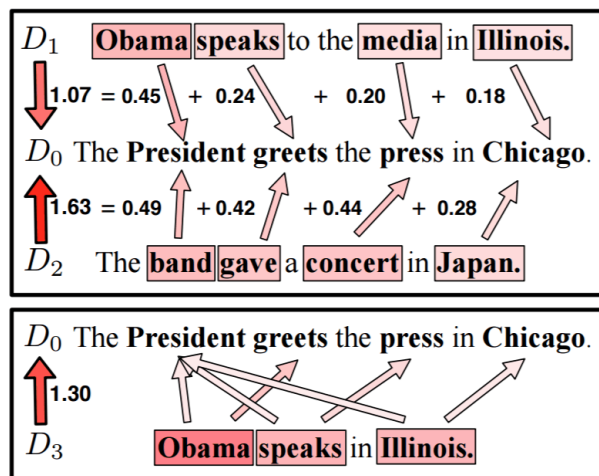 D₁ Obama speaks to the media in Illinois.
1.07 = 0.45 + 0.24 + 0.20 + 0.18
D₀ The President greets the press in Chicago.
1.63 = 0.49 + 0.42 + 0.44 + 0.28
D₂ The band gave a concert in Japan.
D₀ The President greets the press in Chicago.
1.30
D₃ Obama speaks in Illinois.